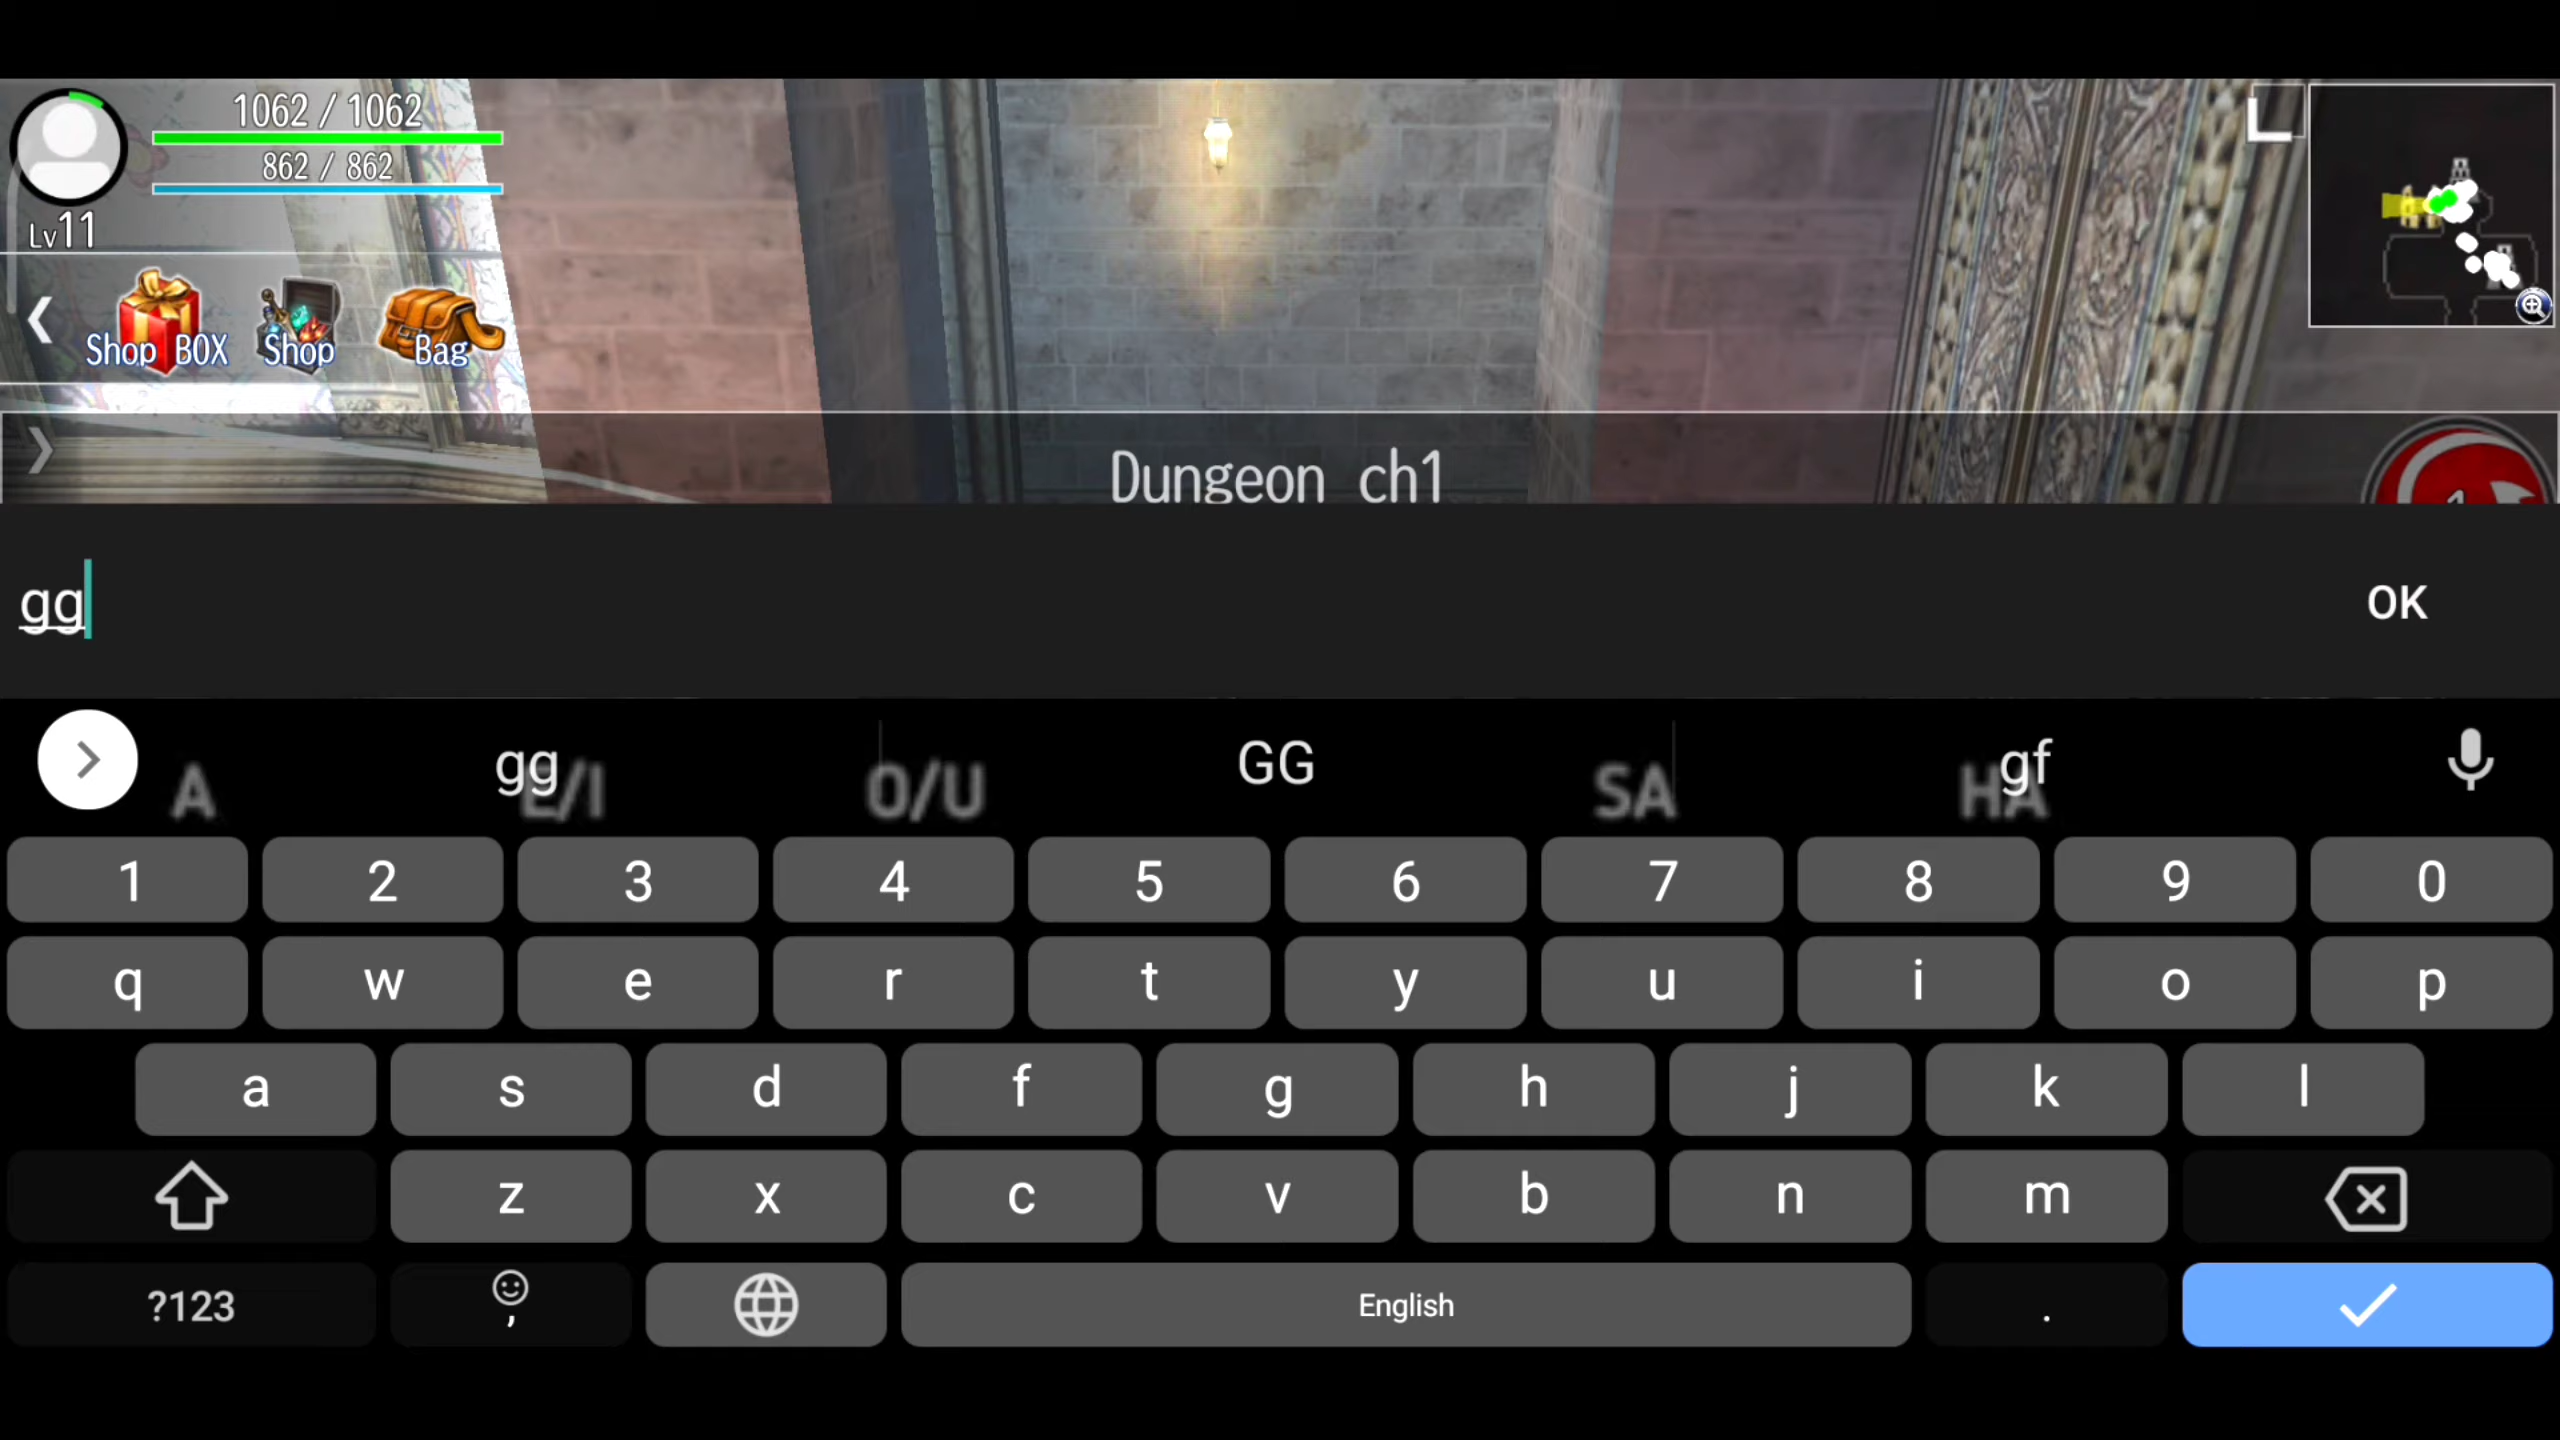 1062 / 1062
862 / 862
Lv11
Shop BOX Shop Bag
Dungeon ch1
gg
OK
gg GG gf
A E/I O/U SA HA
1 2 3 4 5 6 7 8 9 0
q w e r t y u i o p
a s d f g h j k l
z x c v b n m
?123 , English .